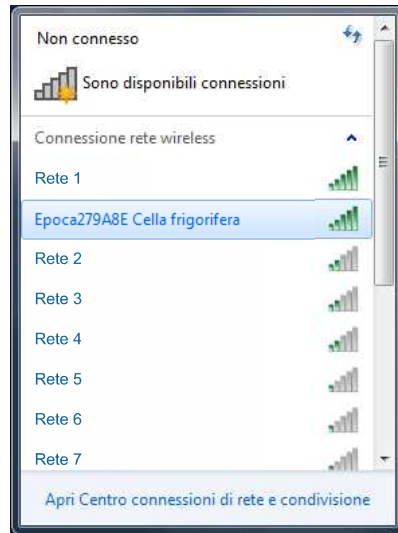 Non connesso
Sono disponibili connessioni
Connessione rete wireless
Rete 1
Epoca279A8E Cella frigorifera
Rete 2
Rete 3
Rete 4
Rete 5
Rete 6
Rete 7
Apri Centro connessioni di rete e condivisione